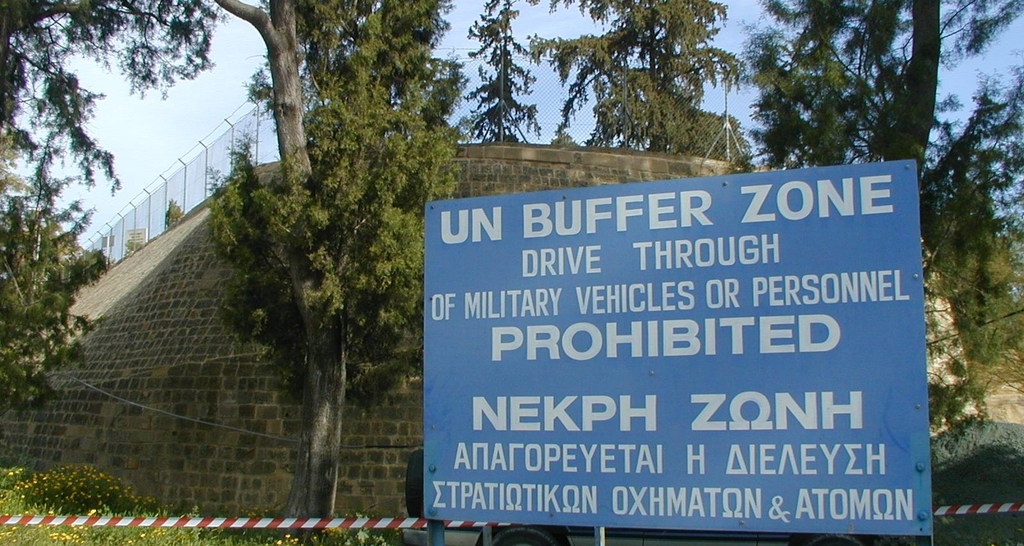 UN BUFFER ZONE
DRIVE THROUGH
OF MILITARY VEHICLES OR PERSONNEL
PROHIBITED
ΝΕΚΡΗ ΖΩΝΗ
ΑΠΑΓΟΡΕΥΕΤΑΙ Η ΔΙΕΛΕΥΣΗ
ΣΤΡΑΤΙΩΤΙΚΩΝ ΟΧΗΜΑΤΩΝ & ΑΤΟΜΩΝ